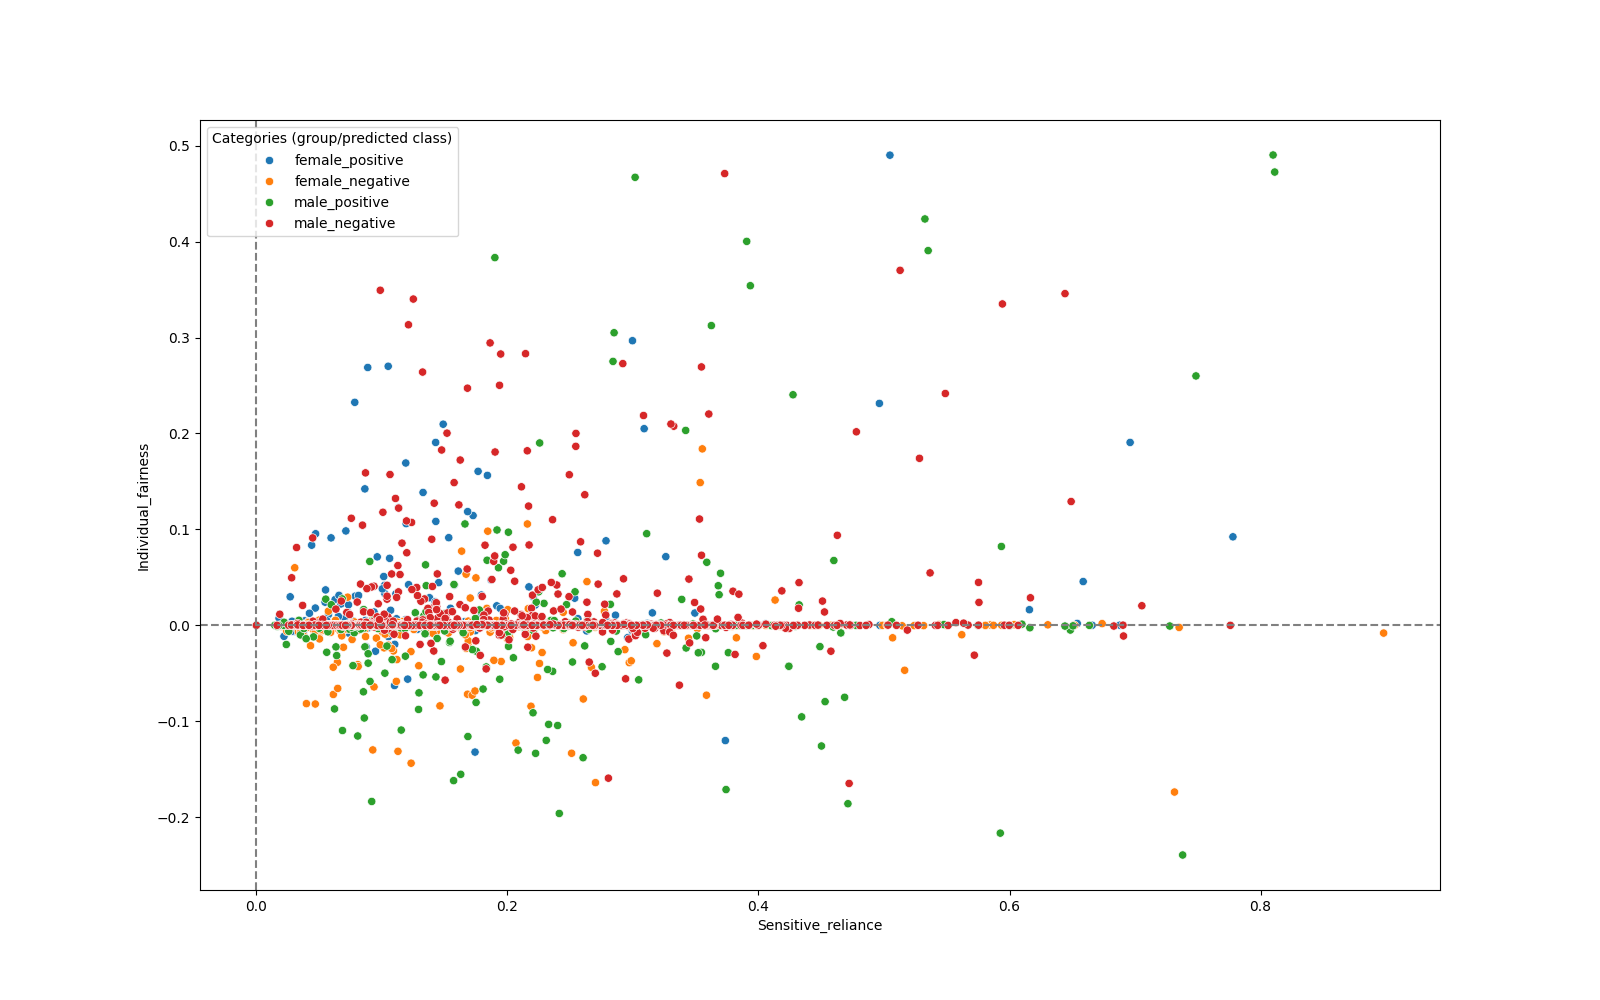 Categories (group/predicted class)
female_positive
female_negative
male_positive
male_negative
0.5
0.4
0.3
0.2
0.1
0.0
−0.1
−0.2
Individual_fairness
0.0 0.2 0.4 0.6 0.8
Sensitive_reliance